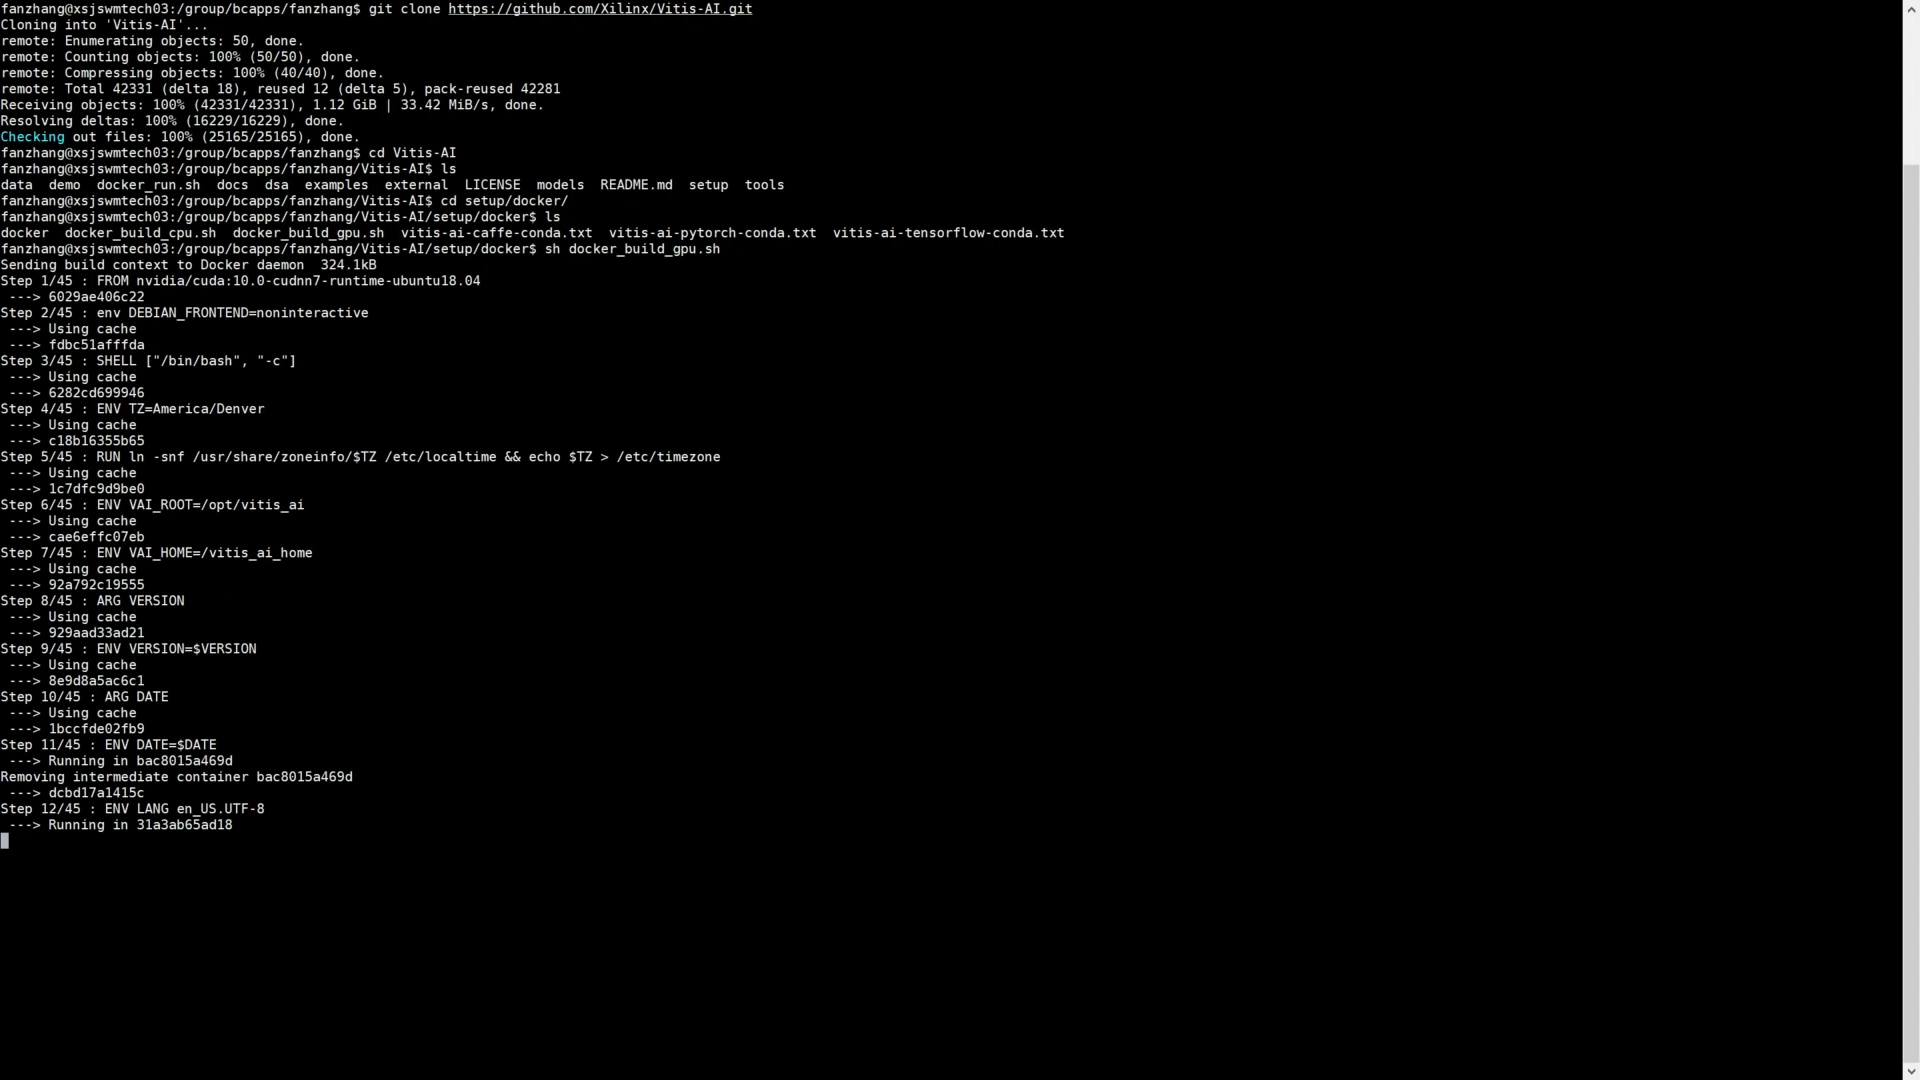 fanzhang@xsjswmtech03:/group/bcapps/fanzhang$ git clone https://github.com/Xilinx/Vitis-AI.git
Cloning into 'Vitis-AI'...
remote: Enumerating objects: 50, done.
remote: Counting objects: 100% (50/50), done.
remote: Compressing objects: 100% (40/40), done.
remote: Total 42331 (delta 18), reused 12 (delta 5), pack-reused 42281
Receiving objects: 100% (42331/42331), 1.12 GiB | 33.42 MiB/s, done.
Resolving deltas: 100% (16229/16229), done.
Checking out files: 100% (25165/25165), done.
fanzhang@xsjswmtech03:/group/bcapps/fanzhang$ cd Vitis-AI
fanzhang@xsjswmtech03:/group/bcapps/fanzhang/Vitis-AI$ ls
data  demo  docker_run.sh  docs  dsa  examples  external  LICENSE  models  README.md  setup  tools
fanzhang@xsjswmtech03:/group/bcapps/fanzhang/Vitis-AI$ cd setup/docker/
fanzhang@xsjswmtech03:/group/bcapps/fanzhang/Vitis-AI/setup/docker$ ls
docker  docker_build_cpu.sh  docker_build_gpu.sh  vitis-ai-caffe-conda.txt  vitis-ai-pytorch-conda.txt  vitis-ai-tensorflow-conda.txt
fanzhang@xsjswmtech03:/group/bcapps/fanzhang/Vitis-AI/setup/docker$ sh docker_build_gpu.sh
Sending build context to Docker daemon  324.1kB
Step 1/45 : FROM nvidia/cuda:10.0-cudnn7-runtime-ubuntu18.04
 ---> 6029ae406c22
Step 2/45 : env DEBIAN_FRONTEND=noninteractive
 ---> Using cache
 ---> fdbc51afffda
Step 3/45 : SHELL ["/bin/bash", "-c"]
 ---> Using cache
 ---> 6282cd699946
Step 4/45 : ENV TZ=America/Denver
 ---> Using cache
 ---> c18b16355b65
Step 5/45 : RUN ln -snf /usr/share/zoneinfo/$TZ /etc/localtime && echo $TZ > /etc/timezone
 ---> Using cache
 ---> 1c7dfc9d9be0
Step 6/45 : ENV VAI_ROOT=/opt/vitis_ai
 ---> Using cache
 ---> cae6effc07eb
Step 7/45 : ENV VAI_HOME=/vitis_ai_home
 ---> Using cache
 ---> 92a792c19555
Step 8/45 : ARG VERSION
 ---> Using cache
 ---> 929aad33ad21
Step 9/45 : ENV VERSION=$VERSION
 ---> Using cache
 ---> 8e9d8a5ac6c1
Step 10/45 : ARG DATE
 ---> Using cache
 ---> 1bccfde02fb9
Step 11/45 : ENV DATE=$DATE
 ---> Running in bac8015a469d
Removing intermediate container bac8015a469d
 ---> dcbd17a1415c
Step 12/45 : ENV LANG en_US.UTF-8
 ---> Running in 31a3ab65ad18